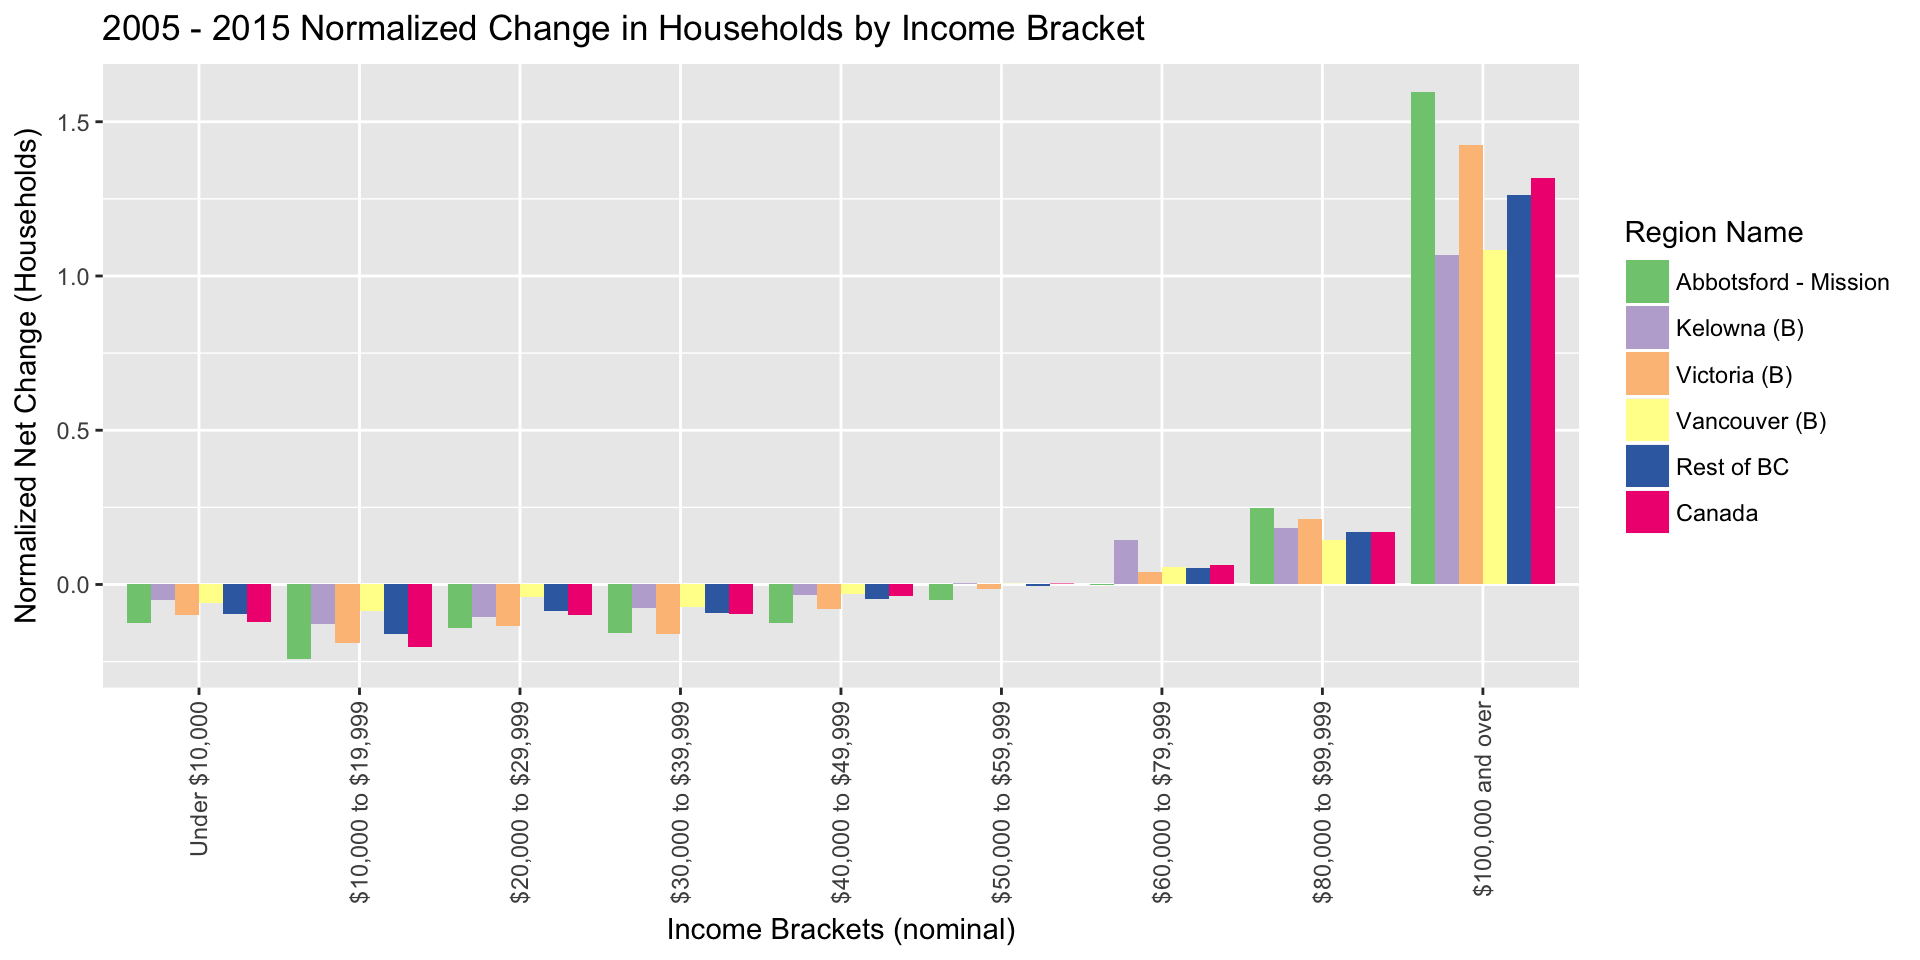 2005 - 2015 Normalized Change in Households by Income Bracket
Normalized Net Change (Households)
1.5
1.0
0.5
0.0
Under $10,000
$10,000 to $19,999
$20,000 to $29,999
$30,000 to $39,999
$40,000 to $49,999
$50,000 to $59,999
$60,000 to $79,999
$80,000 to $99,999
$100,000 and over
Income Brackets (nominal)
Region Name
Abbotsford - Mission
Kelowna (B)
Victoria (B)
Vancouver (B)
Rest of BC
Canada